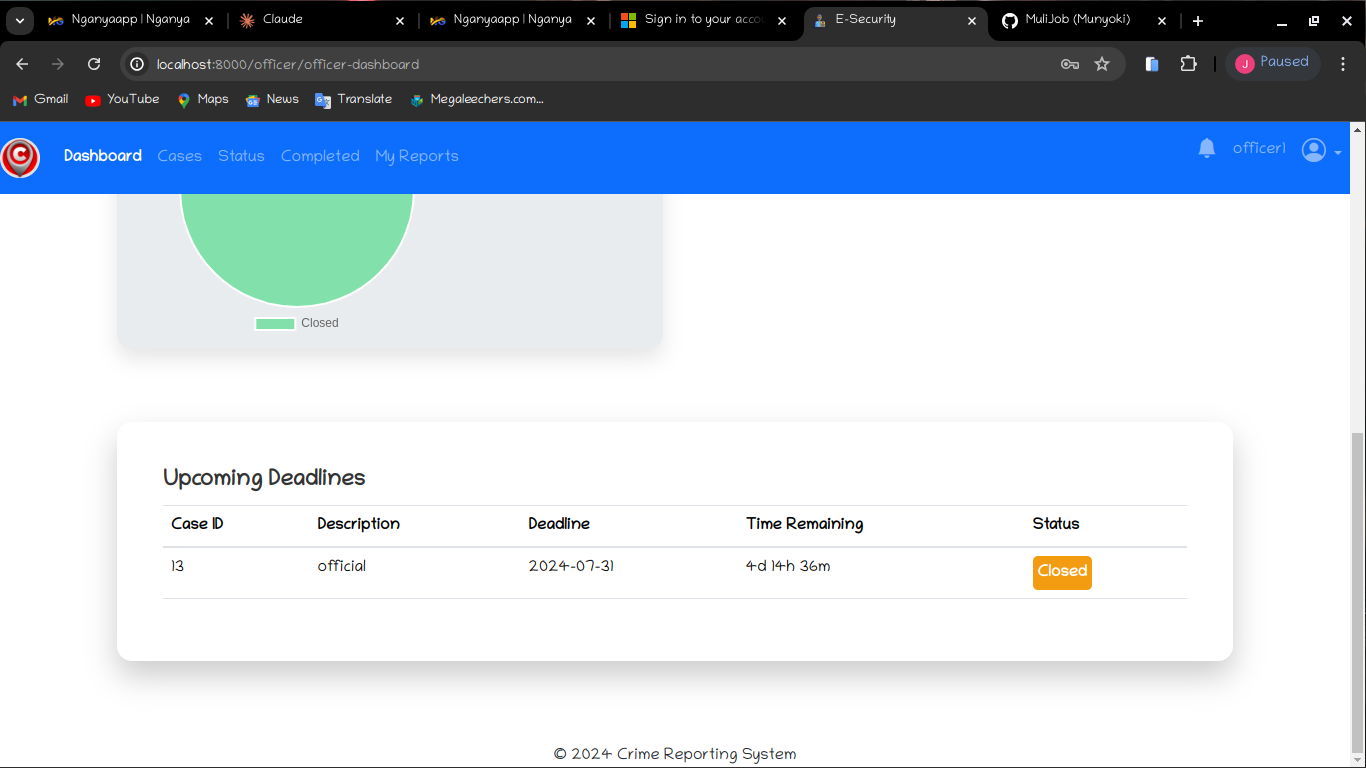 Nganyaapp | Nganya
Claude
Nganyaapp | Nganya
Sign in to your acco
E-Security
MuliJob (Munyoki)
localhost:8000/officer/officer-dashboard
J Paused
Gmail
YouTube
Maps
News
Translate
Megaleechers.com...
C
Dashboard
Cases
Status
Completed
My Reports
officer1
Closed
Upcoming Deadlines
Case ID Description Deadline Time Remaining Status
13 official 2024-07-31 4d 14h 36m Closed
© 2024 Crime Reporting System